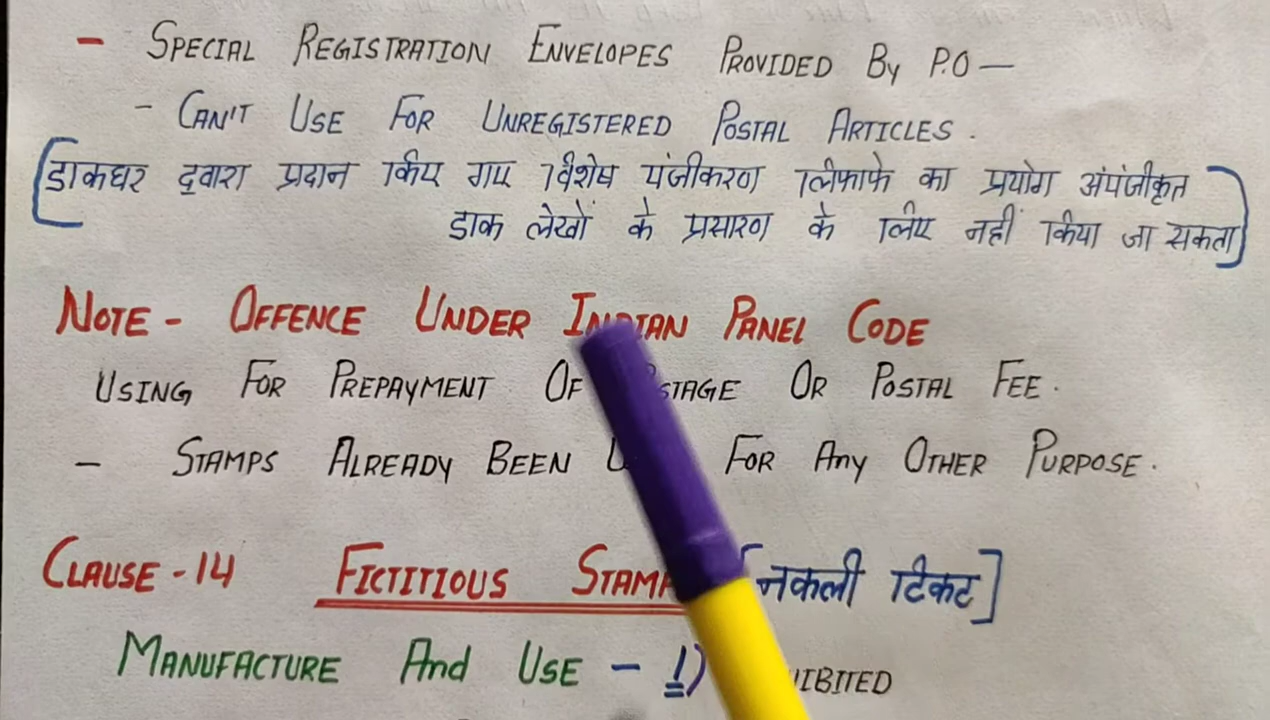 - SPECIAL REGISTRATION ENVELOPES PROVIDED By P.O —
- CAN'T USE FOR UNREGISTERED POSTAL ARTICLES .
[डाकघर द्वारा प्रदान किए गए विशेष पंजीकरण लिफाफे का प्रयोग अंपंजीकृत
डाक लेखों के प्रसारण के लिए नहीं किया जा सकता]
NOTE - OFFENCE UNDER INDIAN PANEL CODE
USING FOR PREPAYMENT OF OR POSTAL FEE .
- STAMPS ALREADY BEEN FOR Any OTHER PURPOSE .
CLAUSE - 14 FICTITIOUS [नकली टिकट]
MANUFACTURE And USE - 1)